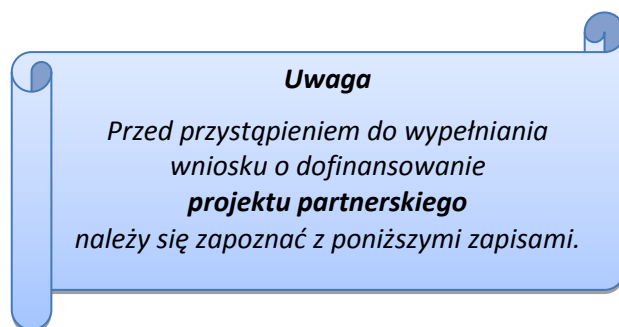 Uwaga
Przed przystąpieniem do wypełniania
wniosku o dofinansowanie
projektu partnerskiego
należy się zapoznać z poniższymi zapisami.